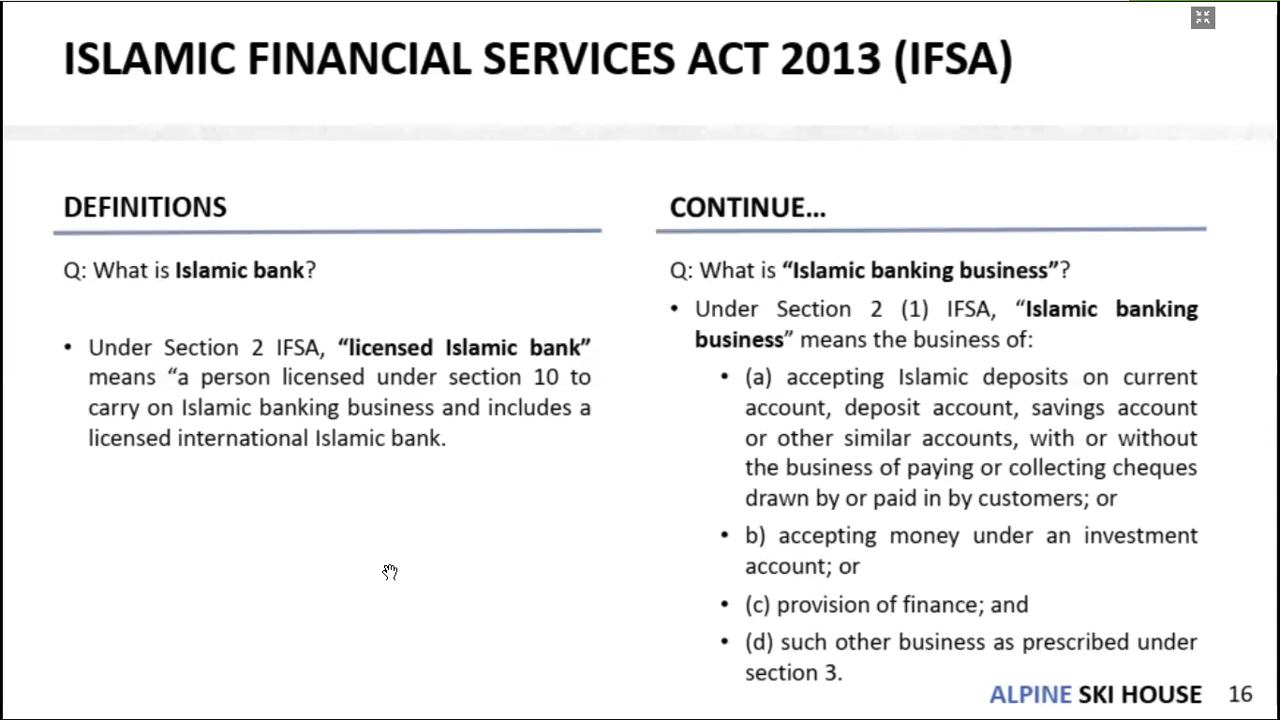 ISLAMIC FINANCIAL SERVICES ACT 2013 (IFSA)
DEFINITIONS
Q: What is Islamic bank?
• Under Section 2 IFSA, “licensed Islamic bank”
means “a person licensed under section 10 to
carry on Islamic banking business and includes a
licensed international Islamic bank.
CONTINUE…
Q: What is “Islamic banking business”?
• Under Section 2 (1) IFSA, “Islamic banking
business” means the business of:
• (a) accepting Islamic deposits on current
account, deposit account, savings account
or other similar accounts, with or without
the business of paying or collecting cheques
drawn by or paid in by customers; or
• b) accepting money under an investment
account; or
• (c) provision of finance; and
• (d) such other business as prescribed under
section 3.
ALPINE SKI HOUSE 16